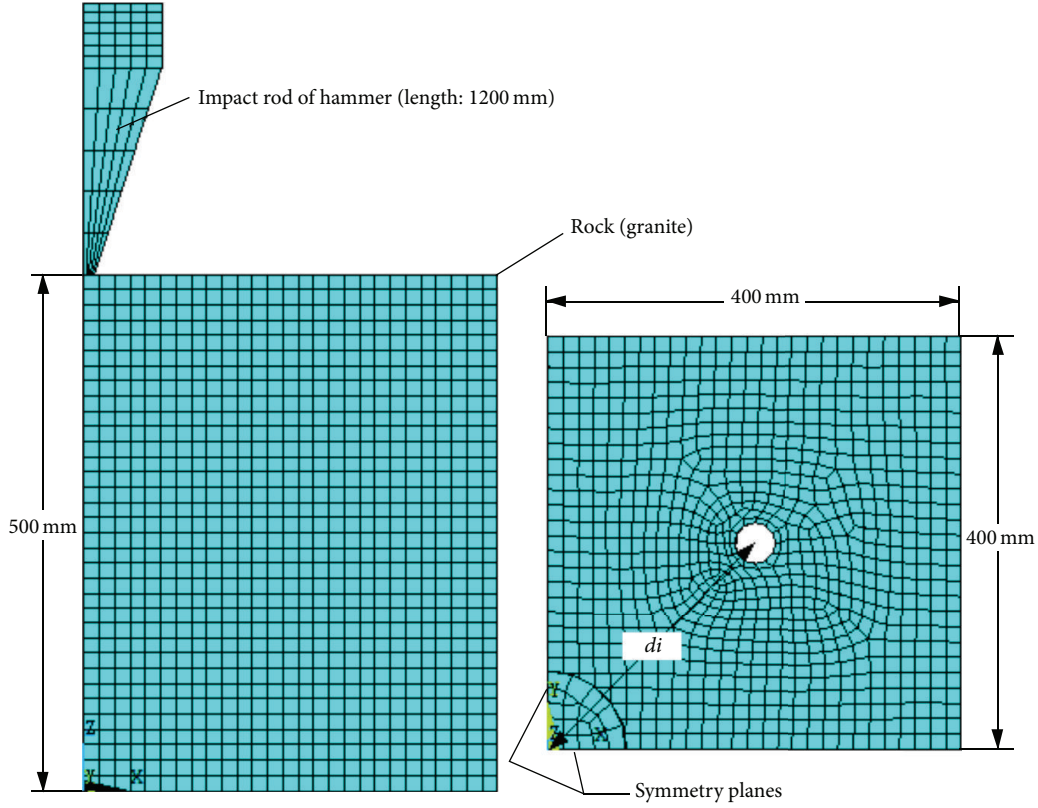 Impact rod of hammer (length: 1200 mm)
Rock (granite)
400 mm
500 mm
400 mm
di
Z
Y
X
Y
Z
X
Symmetry planes